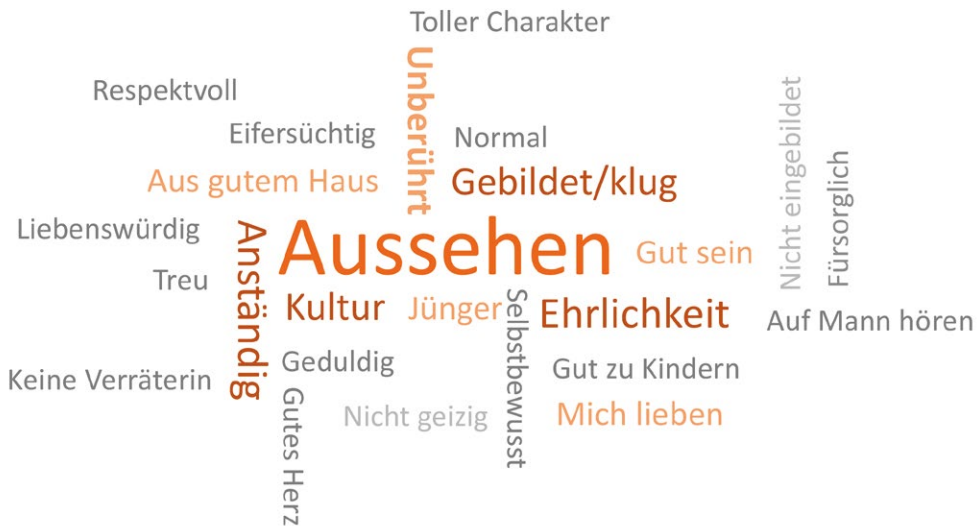 Toller Charakter
Unberührt
Respektvoll
Nicht eingebildet
Eifersüchtig
Normal
Fürsorglich
Aus gutem Haus
Gebildet/klug
Liebenswürdig
Anständig
Aussehen
Gut sein
Treu
Kultur
Jünger
Selbstbewusst
Ehrlichkeit
Auf Mann hören
Keine Verräterin
Geduldig
Gut zu Kindern
Gutes Herz
Nicht geizig
Mich lieben